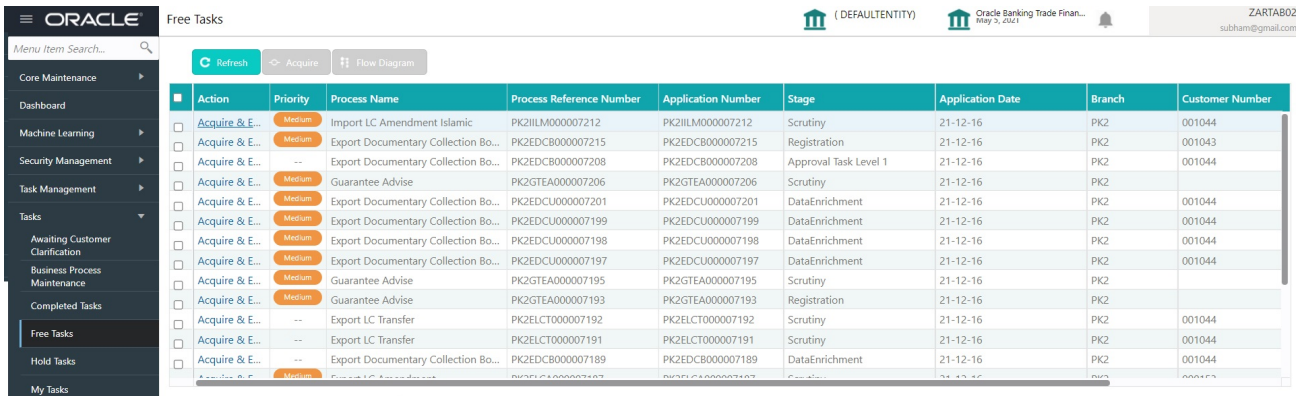 ORACLE
Free Tasks
( DEFAULTENTITY)
Oracle Banking Trade Finan...
May 5, 2021
ZARTAB02
subham@gmail.com
Menu Item Search...
Core Maintenance
Dashboard
Machine Learning
Security Management
Task Management
Tasks
Awaiting Customer
Clarification
Business Process
Maintenance
Completed Tasks
Free Tasks
Hold Tasks
My Tasks
Refresh Acquire Flow Diagram
Action Priority Process Name Process Reference Number Application Number Stage Application Date Branch Customer Number
Acquire & E... Medium Import LC Amendment Islamic PK2IILM000007212 PK2IILM000007212 Scrutiny 21-12-16 PK2 001044
Acquire & E... Medium Export Documentary Collection Bo... PK2EDCB000007215 PK2EDCB000007215 Registration 21-12-16 PK2 001043
Acquire & E... -- Export Documentary Collection Bo... PK2EDCB000007208 PK2EDCB000007208 Approval Task Level 1 21-12-16 PK2 001044
Acquire & E... Medium Guarantee Advise PK2GTEA000007206 PK2GTEA000007206 Scrutiny 21-12-16 PK2
Acquire & E... Medium Export Documentary Collection Bo... PK2EDCU000007201 PK2EDCU000007201 DataEnrichment 21-12-16 PK2 001044
Acquire & E... Medium Export Documentary Collection Bo... PK2EDCU000007199 PK2EDCU000007199 DataEnrichment 21-12-16 PK2 001044
Acquire & E... Medium Export Documentary Collection Bo... PK2EDCU000007198 PK2EDCU000007198 DataEnrichment 21-12-16 PK2 001044
Acquire & E... Medium Export Documentary Collection Bo... PK2EDCU000007197 PK2EDCU000007197 DataEnrichment 21-12-16 PK2 001044
Acquire & E... Medium Guarantee Advise PK2GTEA000007195 PK2GTEA000007195 Scrutiny 21-12-16 PK2
Acquire & E... Medium Guarantee Advise PK2GTEA000007193 PK2GTEA000007193 Registration 21-12-16 PK2
Acquire & E... -- Export LC Transfer PK2ELCT000007192 PK2ELCT000007192 Scrutiny 21-12-16 PK2 001044
Acquire & E... -- Export LC Transfer PK2ELCT000007191 PK2ELCT000007191 Scrutiny 21-12-16 PK2 001044
Acquire & E... -- Export Documentary Collection Bo... PK2EDCB000007189 PK2EDCB000007189 DataEnrichment 21-12-16 PK2 001044
Medium